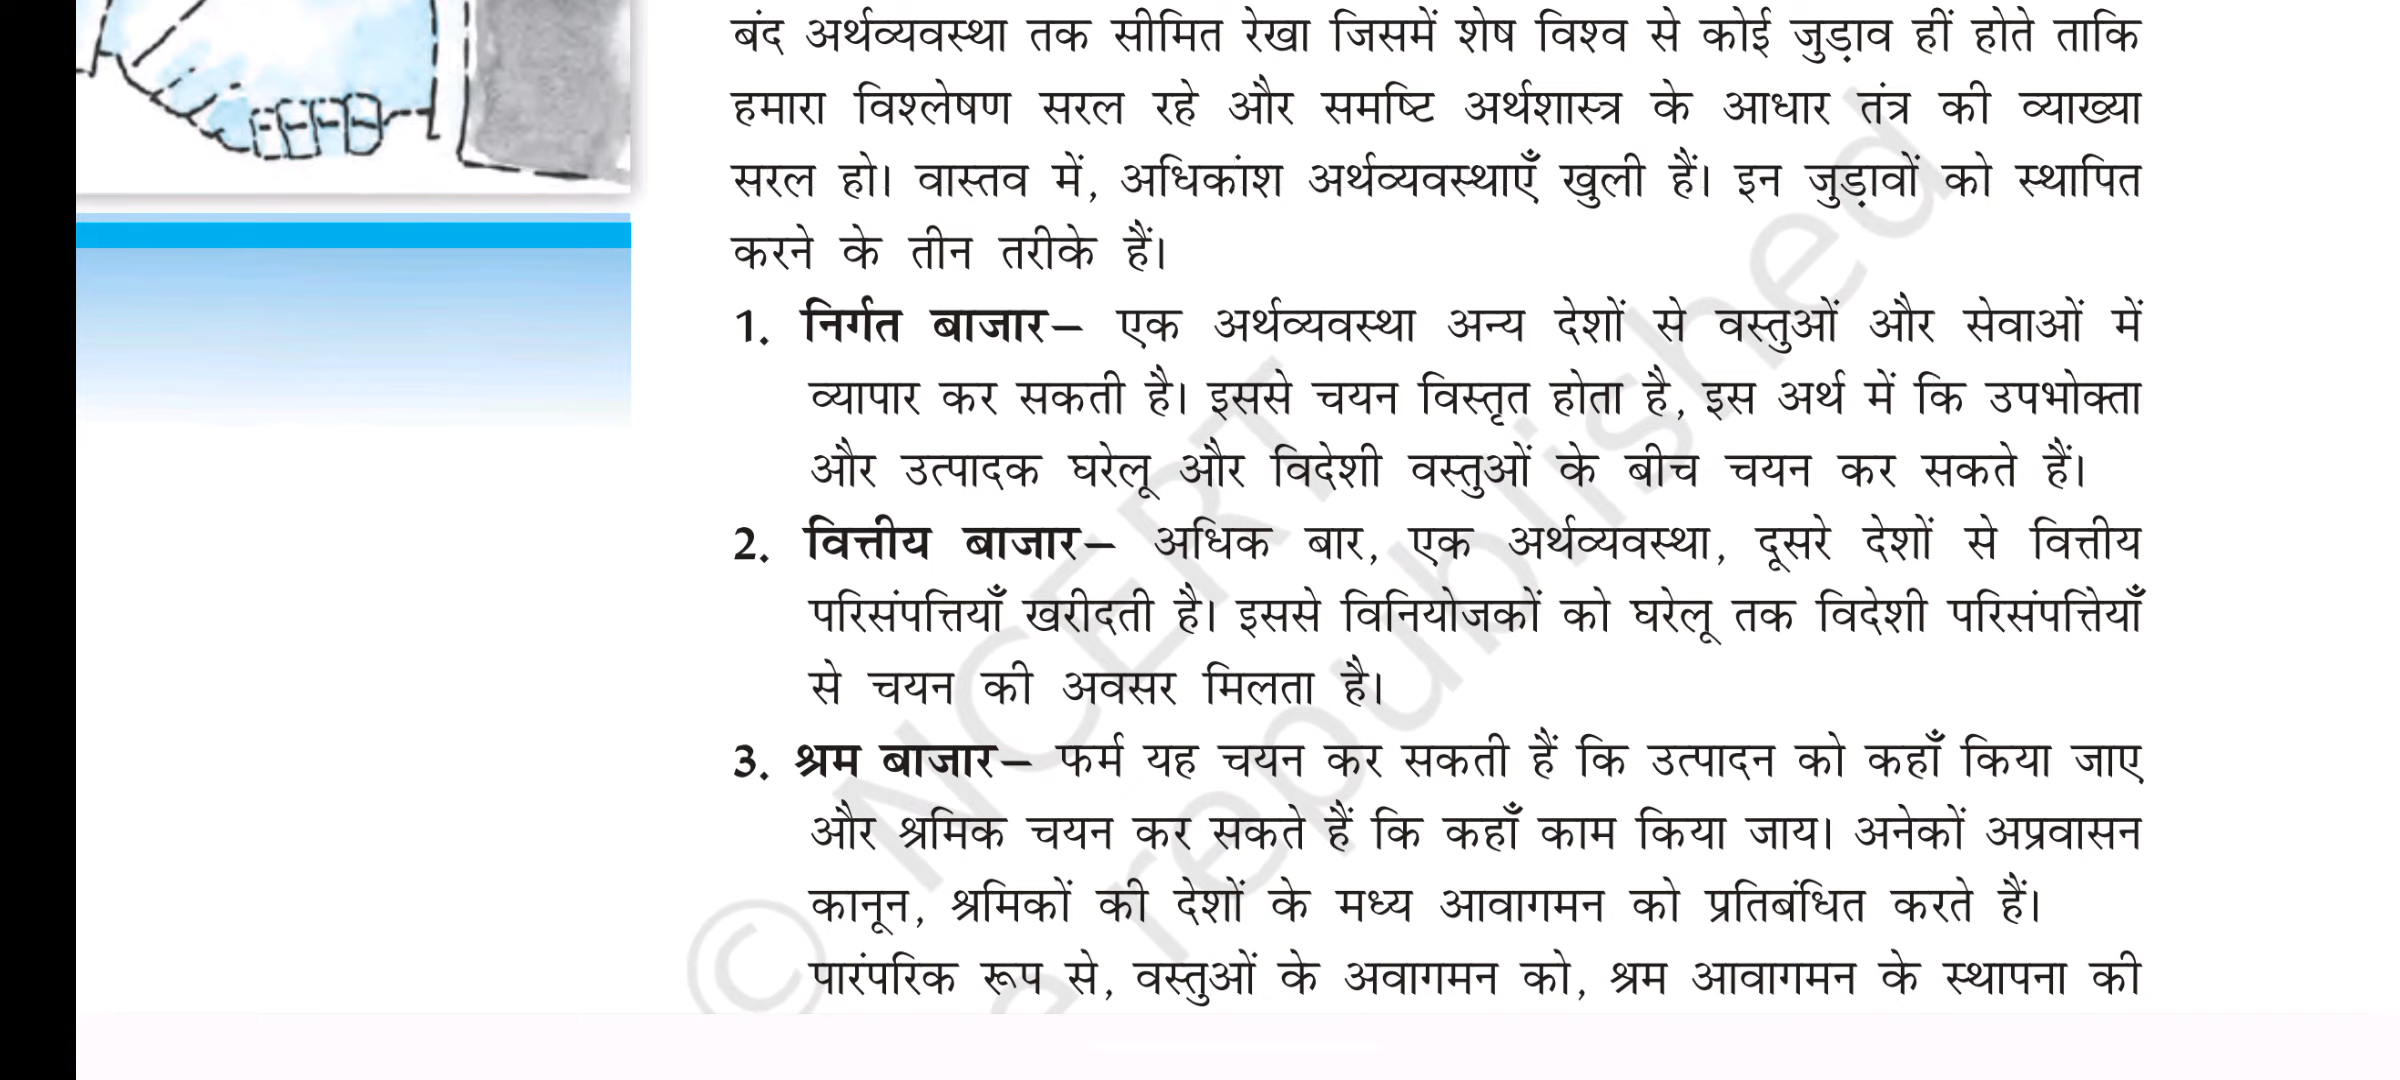 बंद अर्थव्यवस्था तक सीमित रेखा जिसमें शेष विश्व से कोई जुड़ाव हीं होते ताकि
हमारा विश्लेषण सरल रहे और समष्टि अर्थशास्त्र के आधार तंत्र की व्याख्या
सरल हो। वास्तव में, अधिकांश अर्थव्यवस्थाएँ खुली हैं। इन जुड़ावों को स्थापित
करने के तीन तरीके हैं।
1. निर्गत बाजार– एक अर्थव्यवस्था अन्य देशों से वस्तुओं और सेवाओं में
व्यापार कर सकती है। इससे चयन विस्तृत होता है, इस अर्थ में कि उपभोक्ता
और उत्पादक घरेलू और विदेशी वस्तुओं के बीच चयन कर सकते हैं।
2. वित्तीय बाजार– अधिक बार, एक अर्थव्यवस्था, दूसरे देशों से वित्तीय
परिसंपत्तियाँ खरीदती है। इससे विनियोजकों को घरेलू तक विदेशी परिसंपत्तियाँ
से चयन की अवसर मिलता है।
3. श्रम बाजार– फर्म यह चयन कर सकती हैं कि उत्पादन को कहाँ किया जाए
और श्रमिक चयन कर सकते हैं कि कहाँ काम किया जाय। अनेकों अप्रवासन
कानून, श्रमिकों की देशों के मध्य आवागमन को प्रतिबंधित करते हैं।
पारंपरिक रूप से, वस्तुओं के अवागमन को, श्रम आवागमन के स्थापना की
© NCERT
e republished